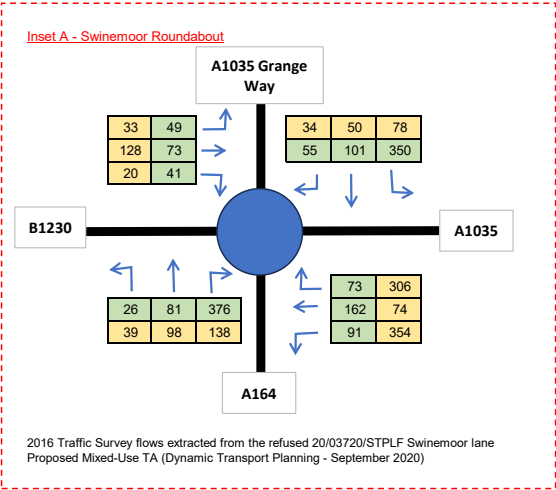 Inset A - Swinemoor Roundabout
A1035 Grange
Way
33 49
128 73
20 41
34 50 78
55 101 350
B1230
A1035
26 81 376
39 98 138
73 306
162 74
91 354
A164
2016 Traffic Survey flows extracted from the refused 20/03720/STPLF Swinemoor lane
Proposed Mixed-Use TA (Dynamic Transport Planning - September 2020)